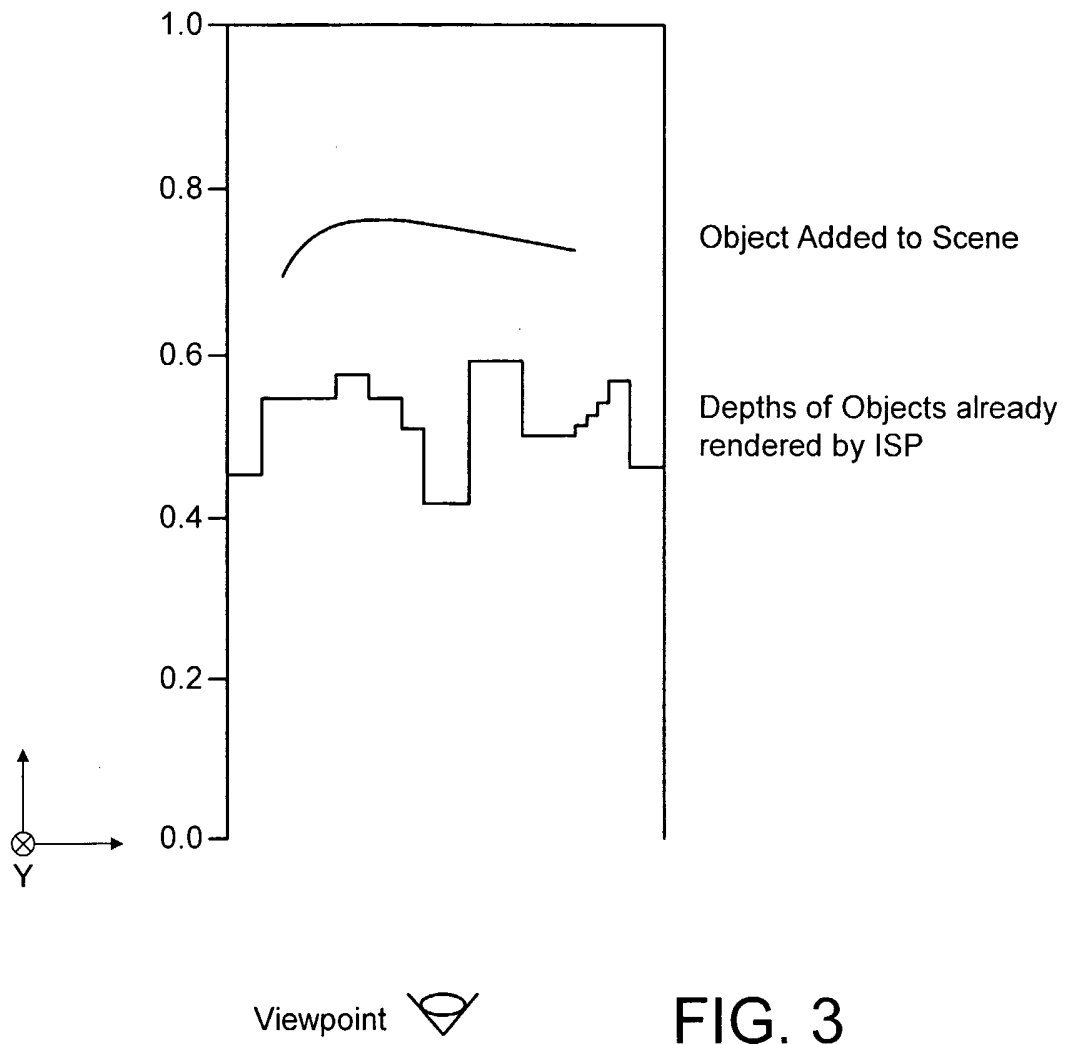 1.0
0.8
Object Added to Scene
0.6
Depths of Objects already
rendered by ISP
0.4
0.2
0.0
Y
Viewpoint
FIG. 3